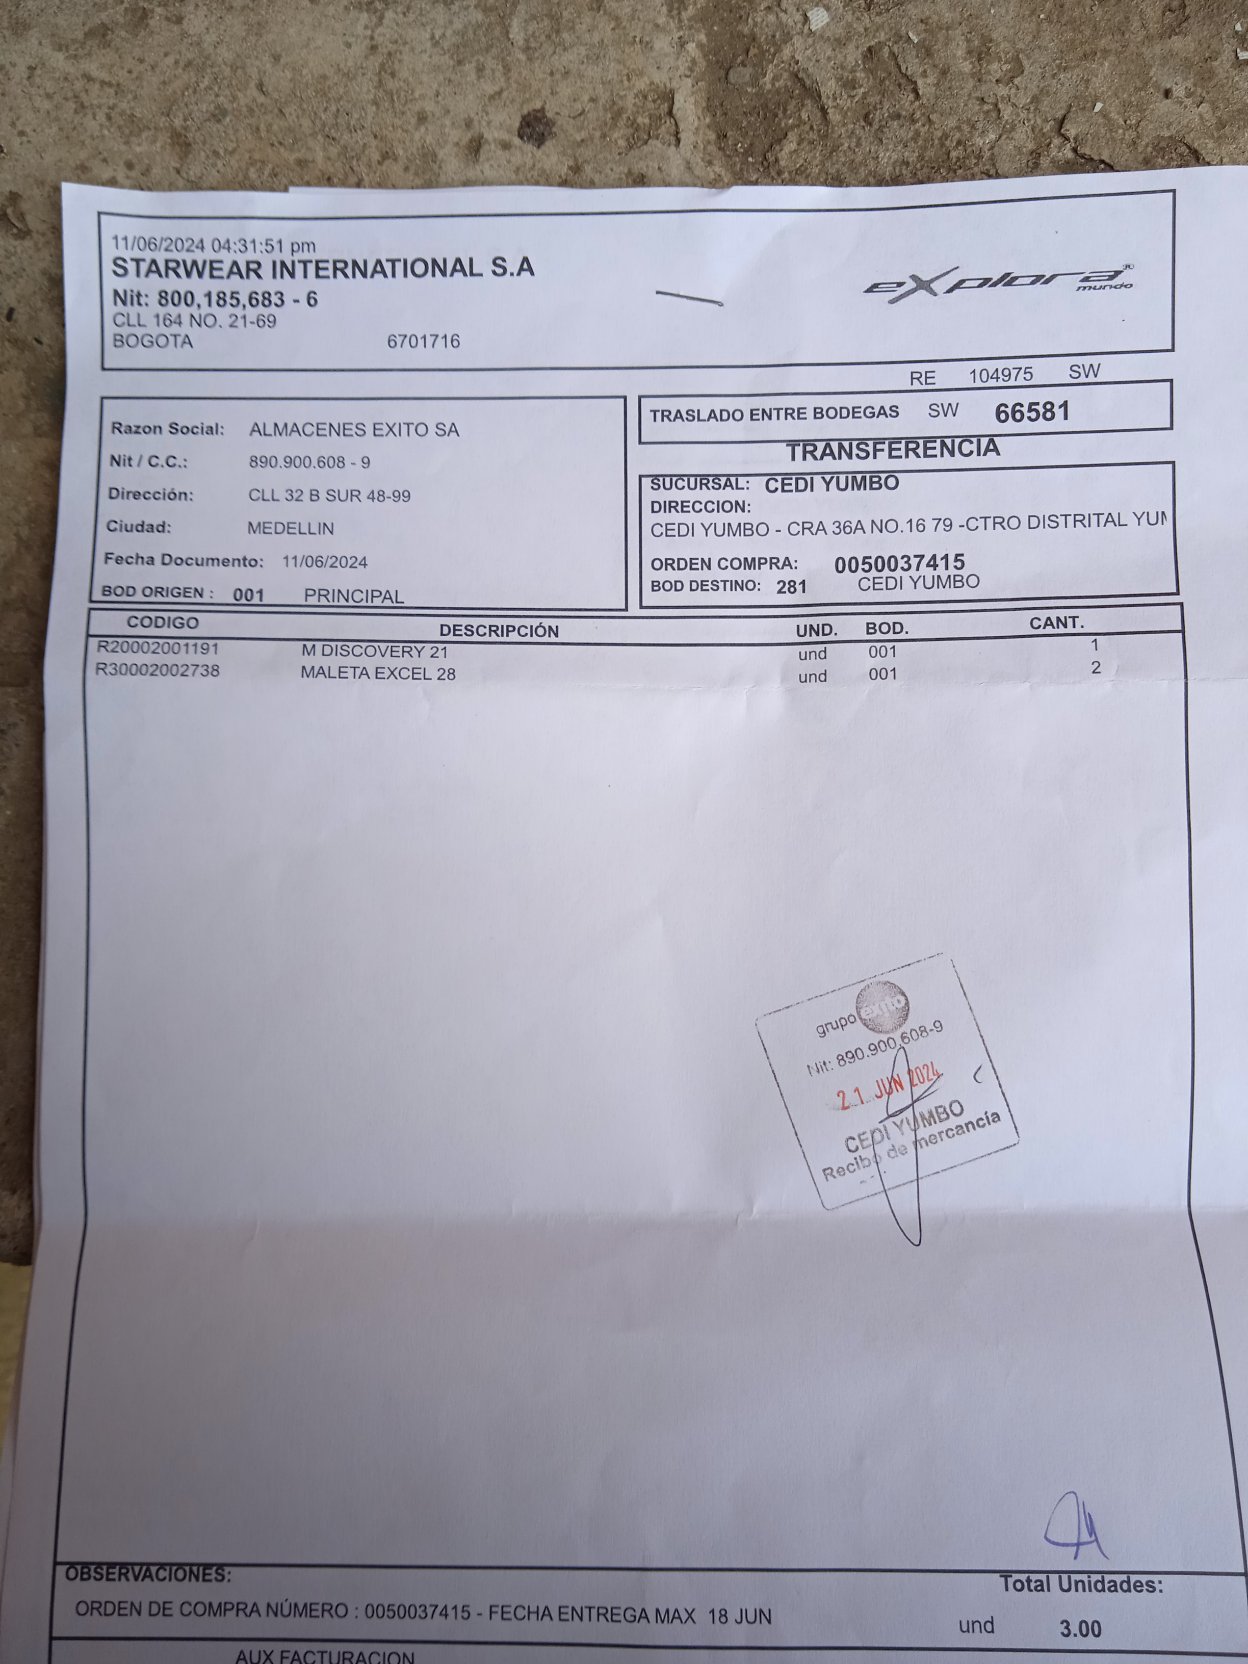 11/06/2024 04:31:51 pm
STARWEAR INTERNATIONAL S.A
Nit: 800,185,683 - 6
CLL 164 NO. 21-69
BOGOTA 6701716
eXplora®
mundo
RE 104975 SW
Razon Social: ALMACENES EXITO SA
Nit / C.C.: 890.900.608 - 9
Dirección: CLL 32 B SUR 48-99
Ciudad: MEDELLIN
Fecha Documento: 11/06/2024
BOD ORIGEN : 001 PRINCIPAL
TRASLADO ENTRE BODEGAS SW 66581
TRANSFERENCIA
SUCURSAL: CEDI YUMBO
DIRECCION:
CEDI YUMBO - CRA 36A NO.16 79 -CTRO DISTRITAL YUM
ORDEN COMPRA: 0050037415
BOD DESTINO: 281 CEDI YUMBO
CODIGO DESCRIPCIÓN UND. BOD. CANT.
R20002001191 M DISCOVERY 21 und 001 1
R30002002738 MALETA EXCEL 28 und 001 2
grupo éxito
Nit: 890.900.608-9
21 JUN 2024
CEDI YUMBO
Recibo de mercancía
OBSERVACIONES:
ORDEN DE COMPRA NÚMERO : 0050037415 - FECHA ENTREGA MAX 18 JUN
Total Unidades:
und 3.00
AUX FACTURACION